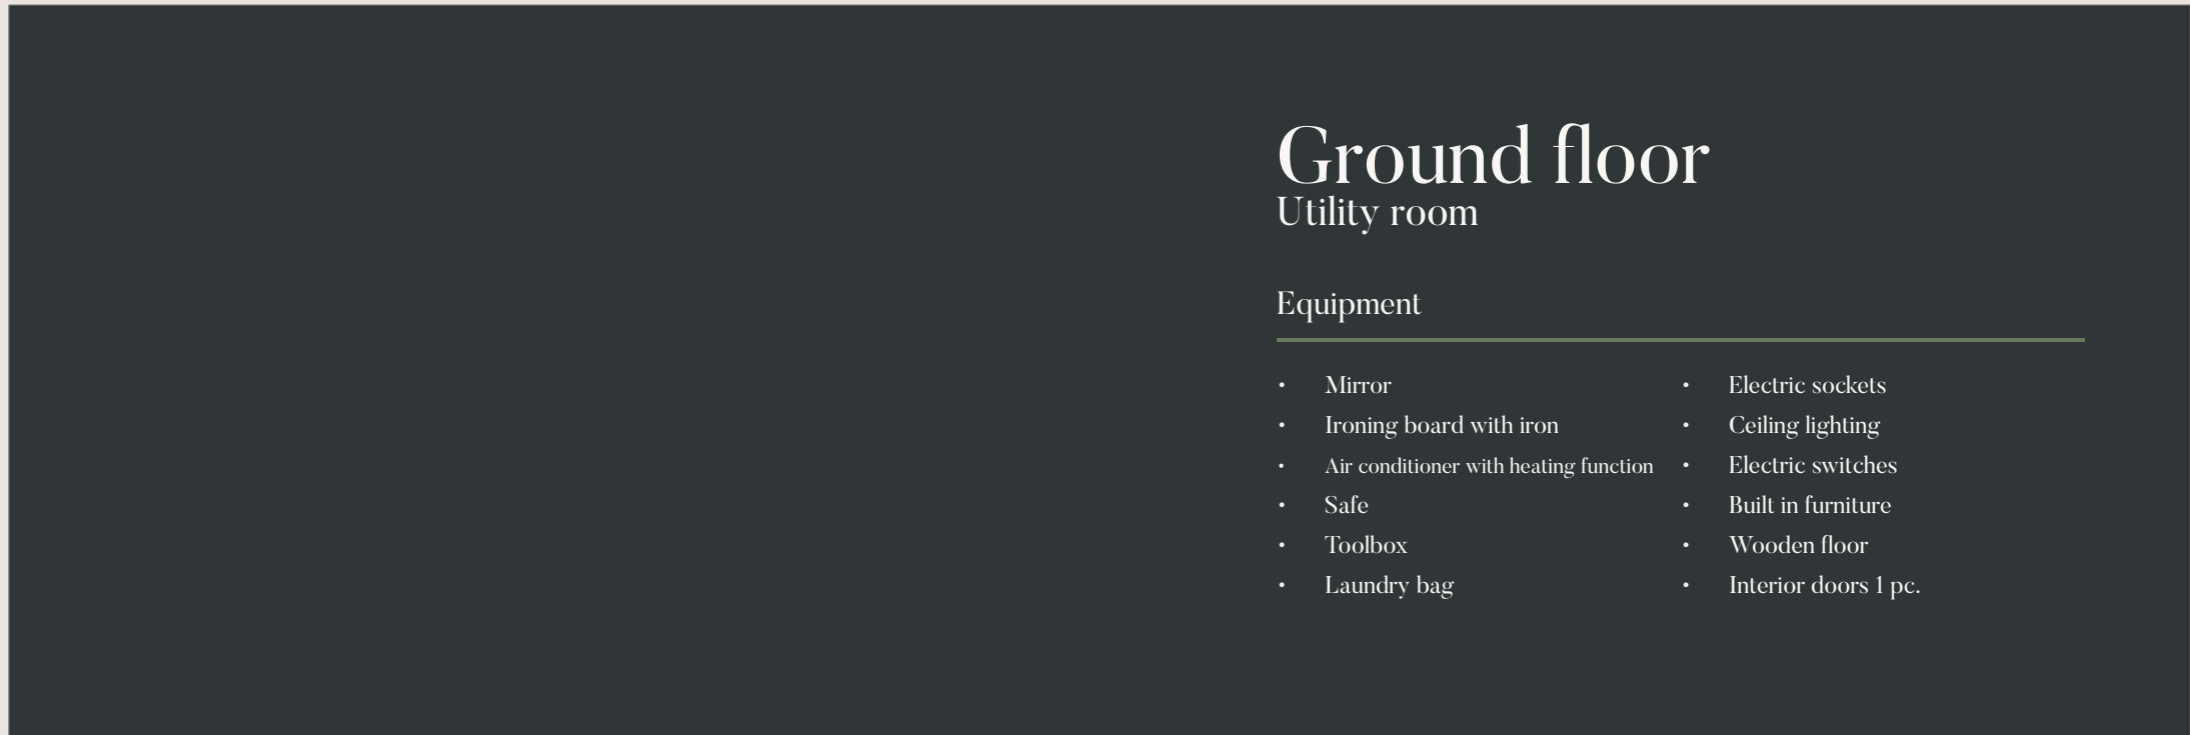 Ground floor
Utility room
Equipment
• Mirror
• Ironing board with iron
• Air conditioner with heating function
• Safe
• Toolbox
• Laundry bag
• Electric sockets
• Ceiling lighting
• Electric switches
• Built in furniture
• Wooden floor
• Interior doors 1 pc.